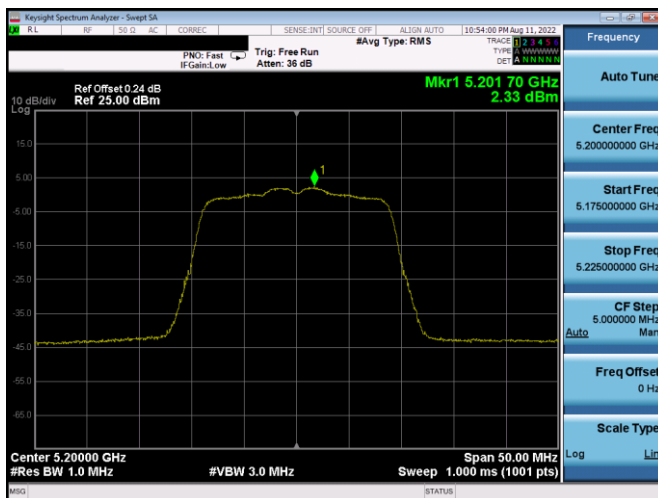 Keysight Spectrum Analyzer - Swept SA
RL RF 50 Ω AC CORREC SENSE:INT SOURCE OFF ALIGN AUTO 10:54:00 PM Aug 11, 2022
Frequency
#Avg Type: RMS
TRACE 1 2 3 4 5 6
PNO: Fast Trig: Free Run
TYPE A WWWWW
IFGain:Low Atten: 36 dB
DET A N N N N N
Auto Tune
Mkr1 5.201 70 GHz
Ref Offset 0.24 dB
2.33 dBm
10 dB/div Ref 25.00 dBm
Log
Center Freq
5.200000000 GHz
15.0
1
5.00
Start Freq
5.175000000 GHz
-5.00
-15.0
Stop Freq
5.225000000 GHz
-25.0
CF Step
5.000000 MHz
Auto Man
-35.0
-45.0
Freq Offset
0 Hz
-55.0
-65.0
Scale Type
Log Lin
Center 5.20000 GHz Span 50.00 MHz
#Res BW 1.0 MHz #VBW 3.0 MHz Sweep 1.000 ms (1001 pts)
MSG STATUS